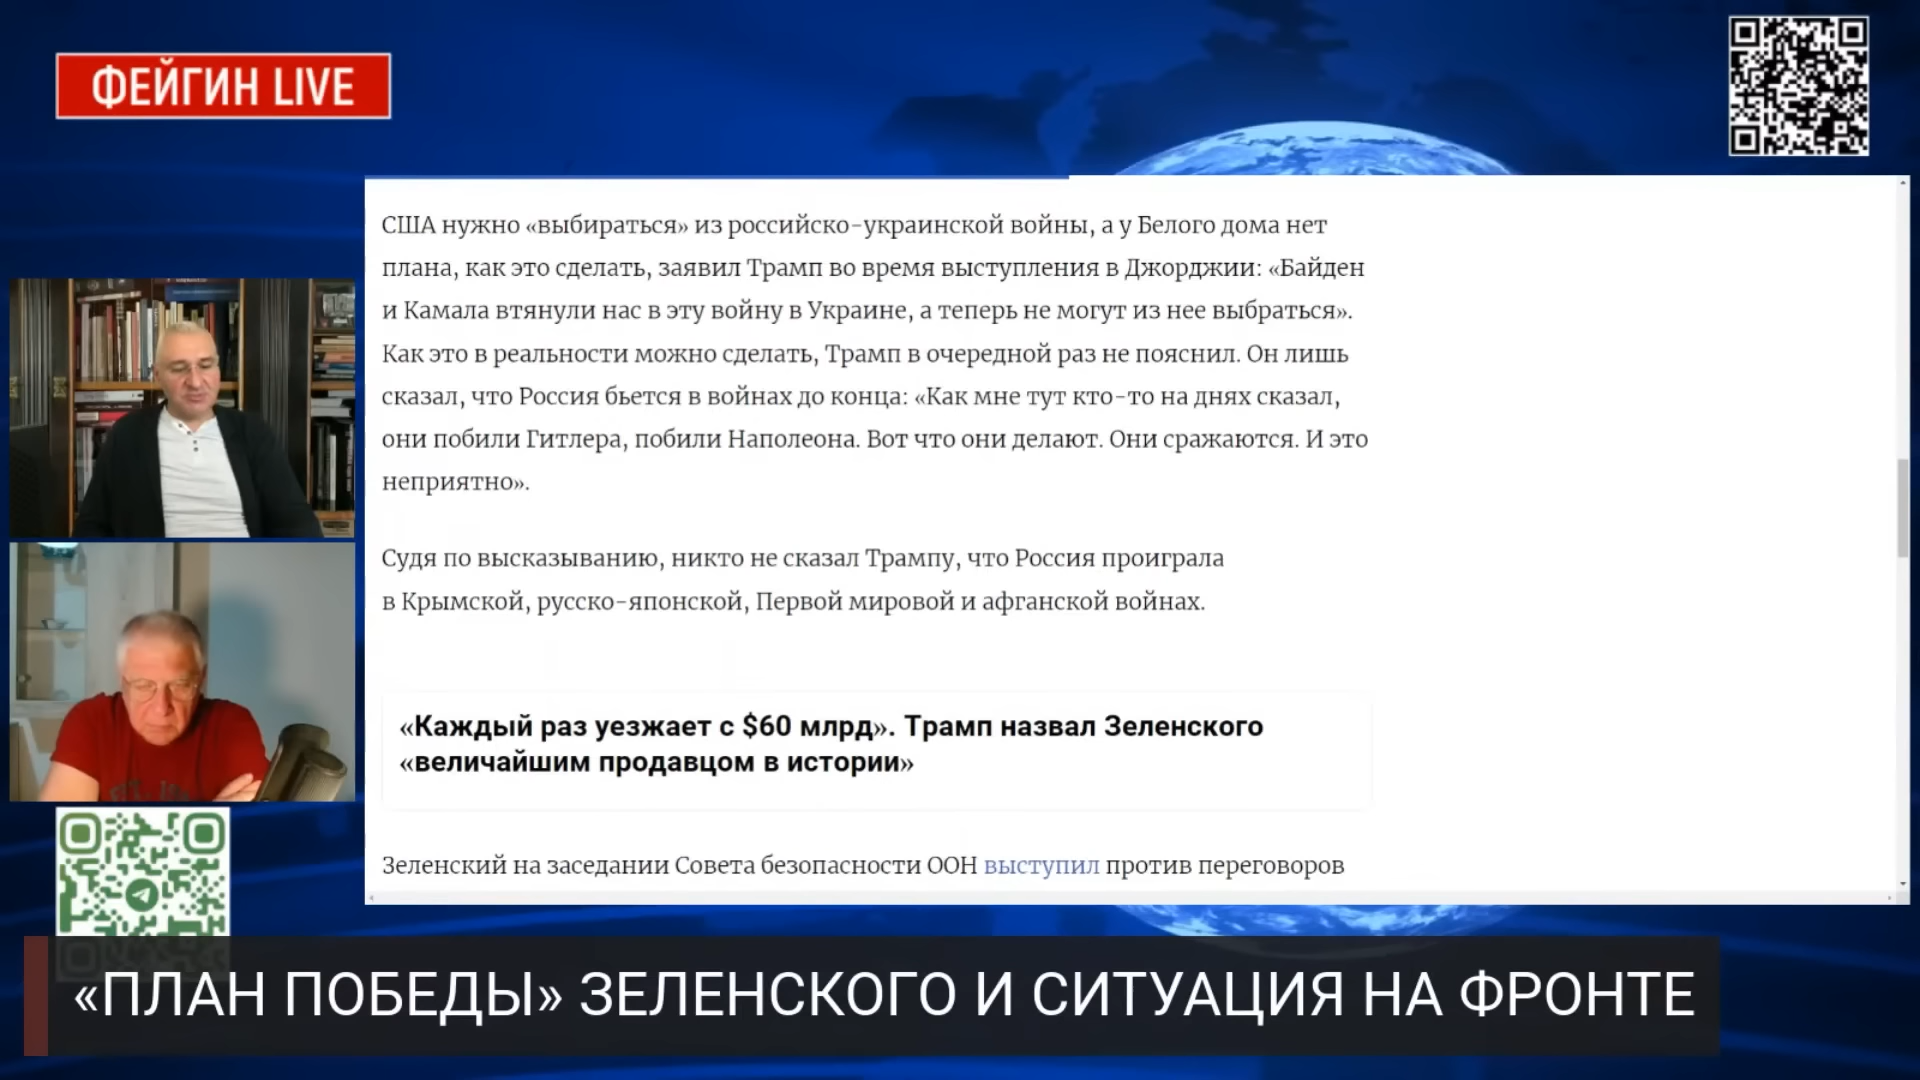 ФЕЙГИН LIVE
США нужно «выбираться» из российско-украинской войны, а у Белого дома нет
плана, как это сделать, заявил Трамп во время выступления в Джорджии: «Байден
и Камала втянули нас в эту войну в Украине, а теперь не могут из нее выбраться».
Как это в реальности можно сделать, Трамп в очередной раз не пояснил. Он лишь
сказал, что Россия бьется в войнах до конца: «Как мне тут кто-то на днях сказал,
они побили Гитлера, побили Наполеона. Вот что они делают. Они сражаются. И это
неприятно».
Судя по высказыванию, никто не сказал Трампу, что Россия проиграла
в Крымской, русско-японской, Первой мировой и афганской войнах.
«Каждый раз уезжает с $60 млрд». Трамп назвал Зеленского
«величайшим продавцом в истории»
Зеленский на заседании Совета безопасности ООН выступил против переговоров
«ПЛАН ПОБЕДЫ» ЗЕЛЕНСКОГО И СИТУАЦИЯ НА ФРОНТЕ